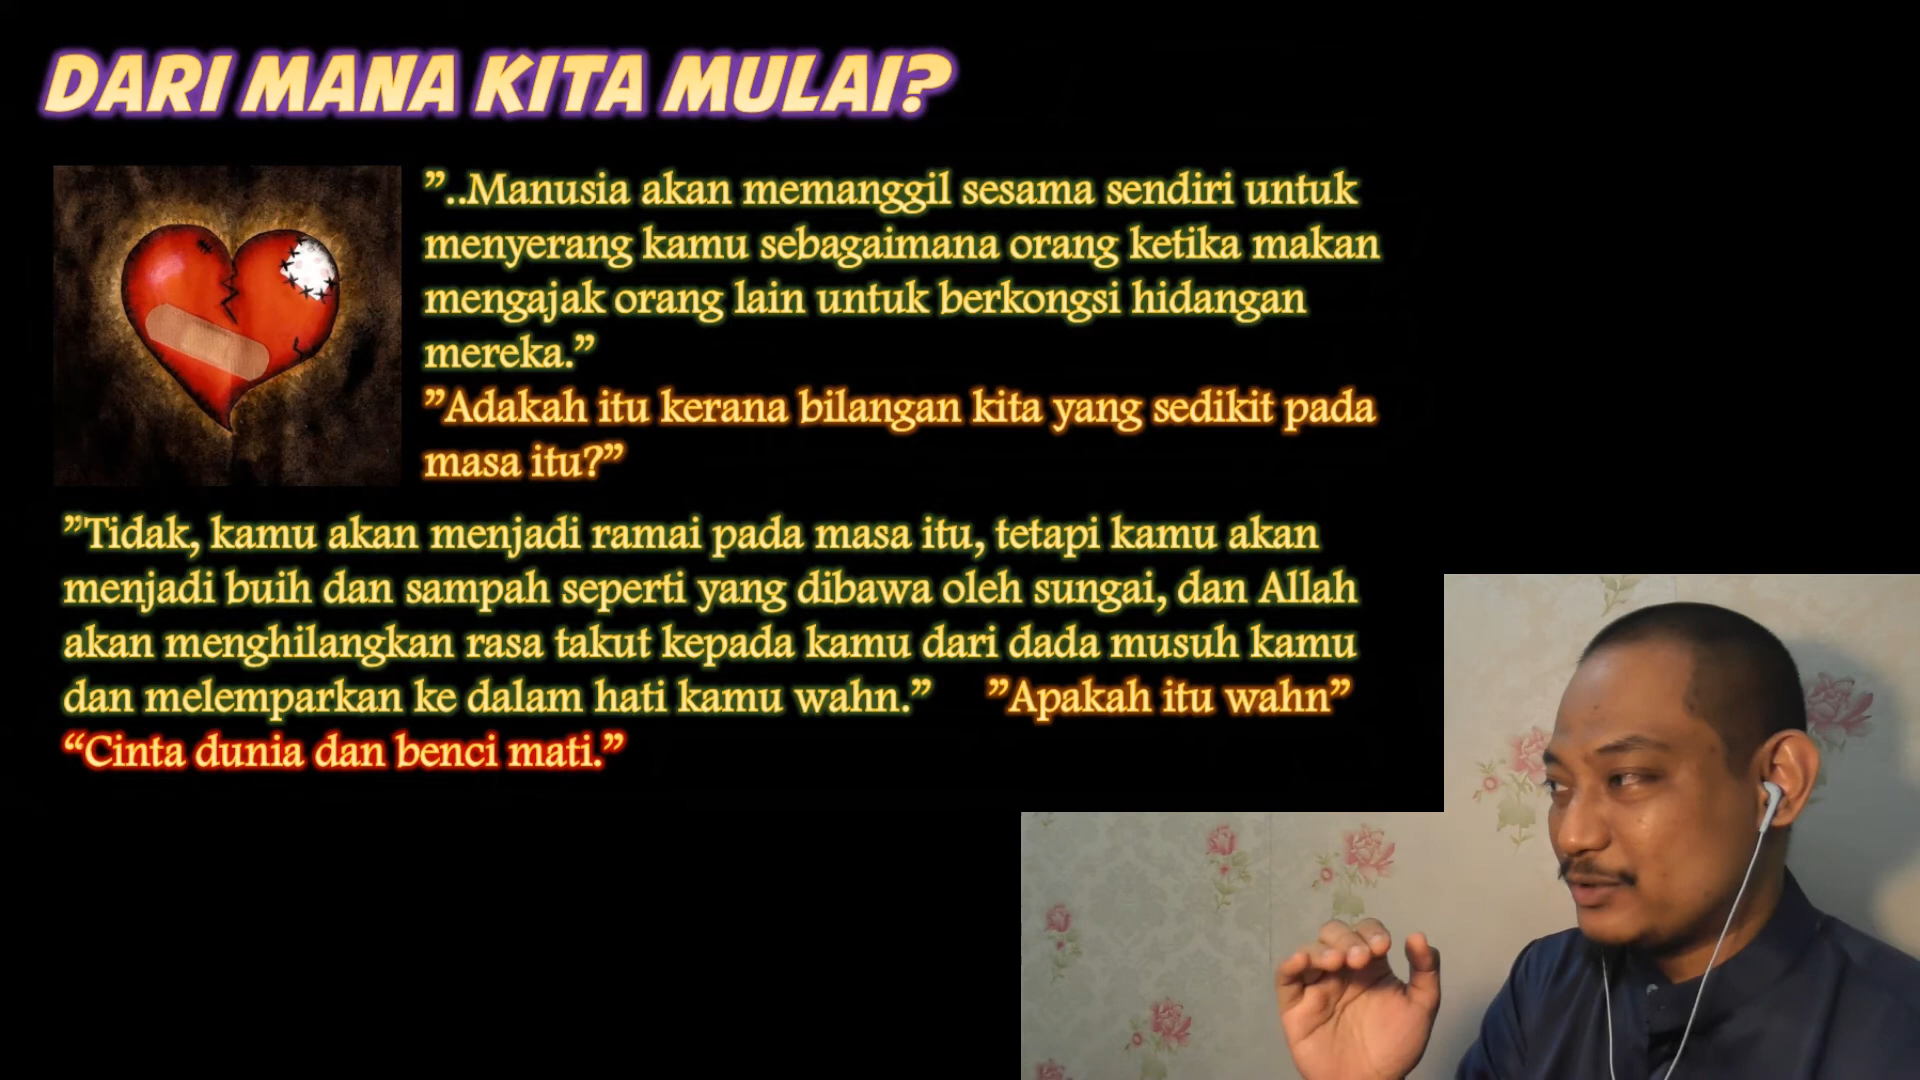 DARI MANA KITA MULAI?
”..Manusia akan memanggil sesama sendiri untuk
menyerang kamu sebagaimana orang ketika makan
mengajak orang lain untuk berkongsi hidangan
mereka.”
”Adakah itu kerana bilangan kita yang sedikit pada
masa itu?”
”Tidak, kamu akan menjadi ramai pada masa itu, tetapi kamu akan
menjadi buih dan sampah seperti yang dibawa oleh sungai, dan Allah
akan menghilangkan rasa takut kepada kamu dari dada musuh kamu
dan melemparkan ke dalam hati kamu wahn.” ”Apakah itu wahn”
“Cinta dunia dan benci mati.”